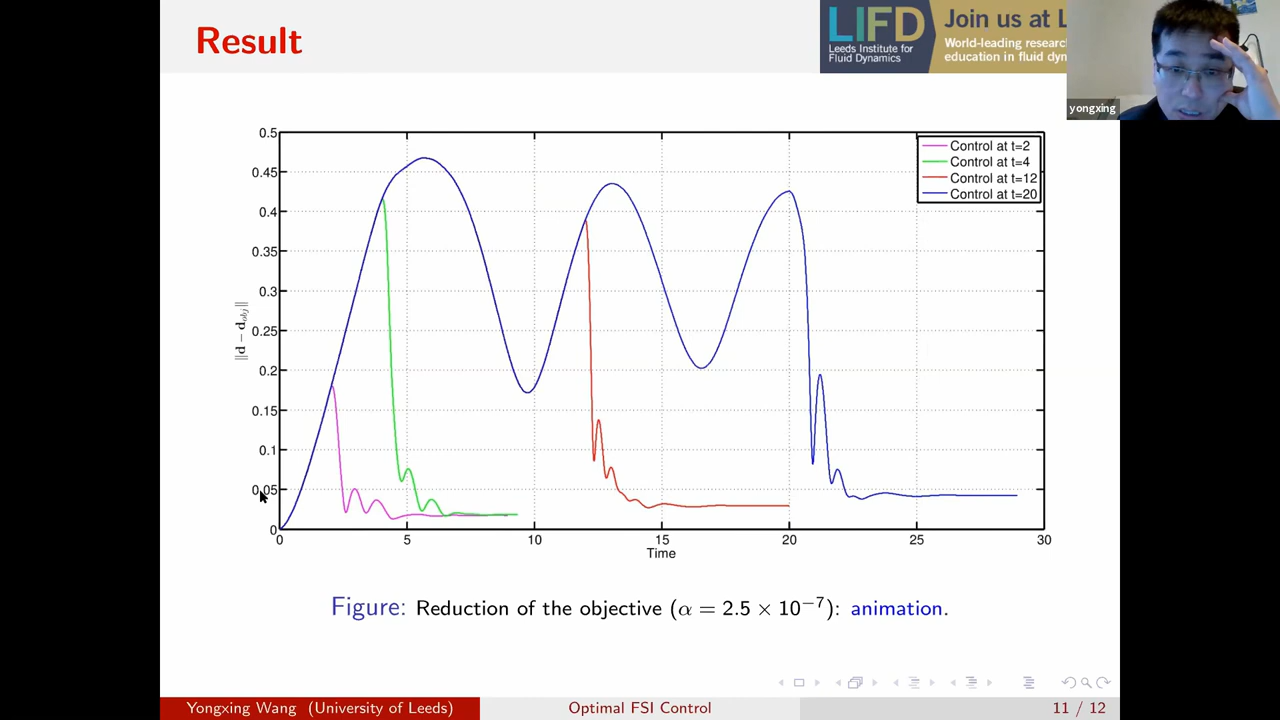 Result
LIFD
Leeds Institute for
Fluid Dynamics
Join us at L
World-leading researc
education in fluid dyn
yongxing
0.5
0.45
0.4
0.35
0.3
0.25
0.2
0.15
0.1
0.05
0
‖d − d_obj‖
Control at t=2
Control at t=4
Control at t=12
Control at t=20
0 5 10 15 20 25 30
Time
Figure: Reduction of the objective (α = 2.5 × 10⁻⁷): animation.
Yongxing Wang (University of Leeds) Optimal FSI Control 11 / 12